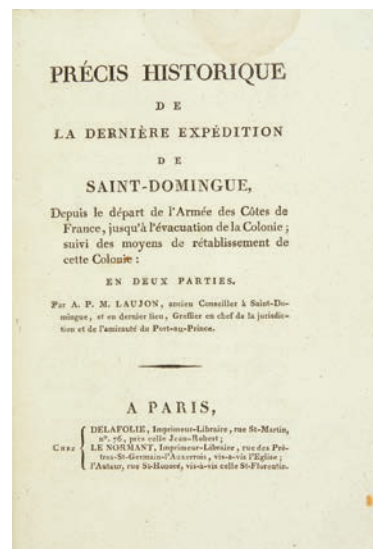 PRÉCIS HISTORIQUE
DE
LA DERNIÈRE EXPÉDITION
DE
SAINT-DOMINGUE,
Depuis le départ de l'Armée des Côtes de
France, jusqu'à l'évacuation de la Colonie ;
suivi des moyens de rétablissement de
cette Colonie :
EN DEUX PARTIES.
Par A. P. M. LAUJON, ancien Conseiller à Saint-Do-
mingue, et en dernier lieu, Greffier en chef de la jurisdic-
tion et de l'amirauté du Port-au-Prince.
A PARIS,
DELAFOLIE, Imprimeur-Libraire, rue St-Martin,
n°. 76, près celle Jean-Robert ;
Chez LE NORMANT, Imprimeur-Libraire, rue des Prê-
tres-St-Germain-l'Auxerrois, vis-à-vis l'Eglise ;
l'Auteur, rue St-Honoré, vis-à-vis celle St-Florentin.